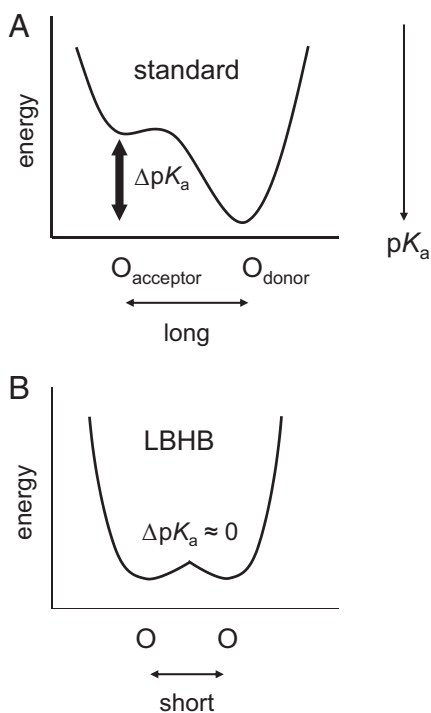 A
standard
energy
ΔpKa
pKa
Oacceptor Odonor
long
B
LBHB
energy
ΔpKa ≈ 0
O O
short